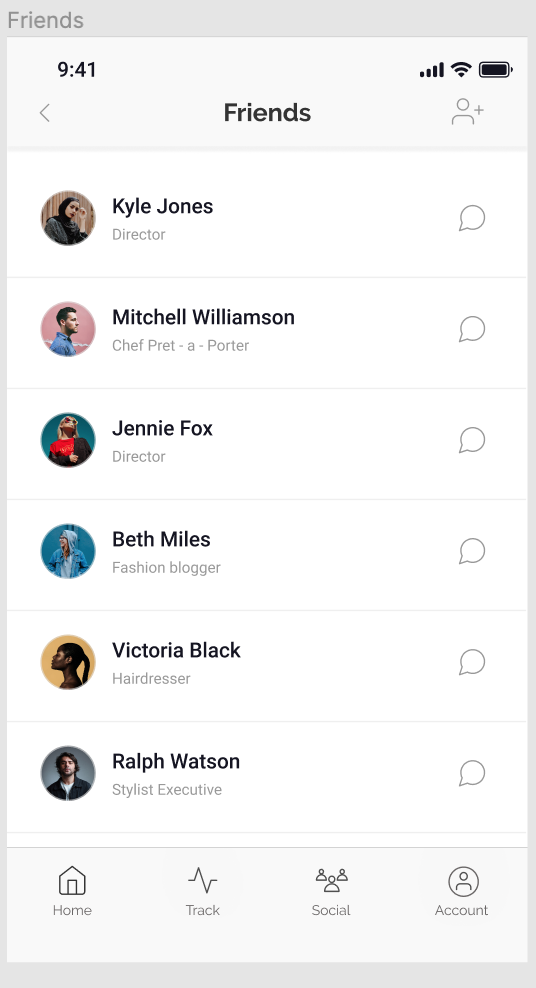 Friends
9:41
Friends
Kyle Jones
Director
Mitchell Williamson
Chef Pret - a - Porter
Jennie Fox
Director
Beth Miles
Fashion blogger
Victoria Black
Hairdresser
Ralph Watson
Stylist Executive
Home Track Social Account